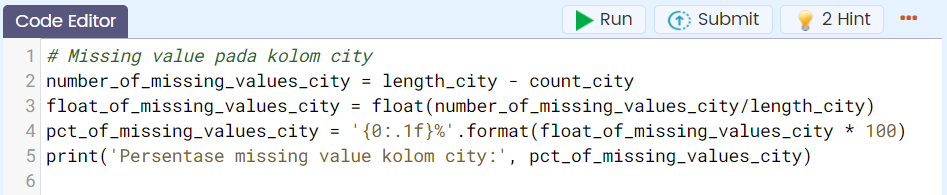 Code Editor
Run
Submit
2 Hint
1 # Missing value pada kolom city
2 number_of_missing_values_city = length_city - count_city
3 float_of_missing_values_city = float(number_of_missing_values_city/length_city)
4 pct_of_missing_values_city = '{0:.1f}%'.format(float_of_missing_values_city * 100)
5 print('Persentase missing value kolom city:', pct_of_missing_values_city)
6